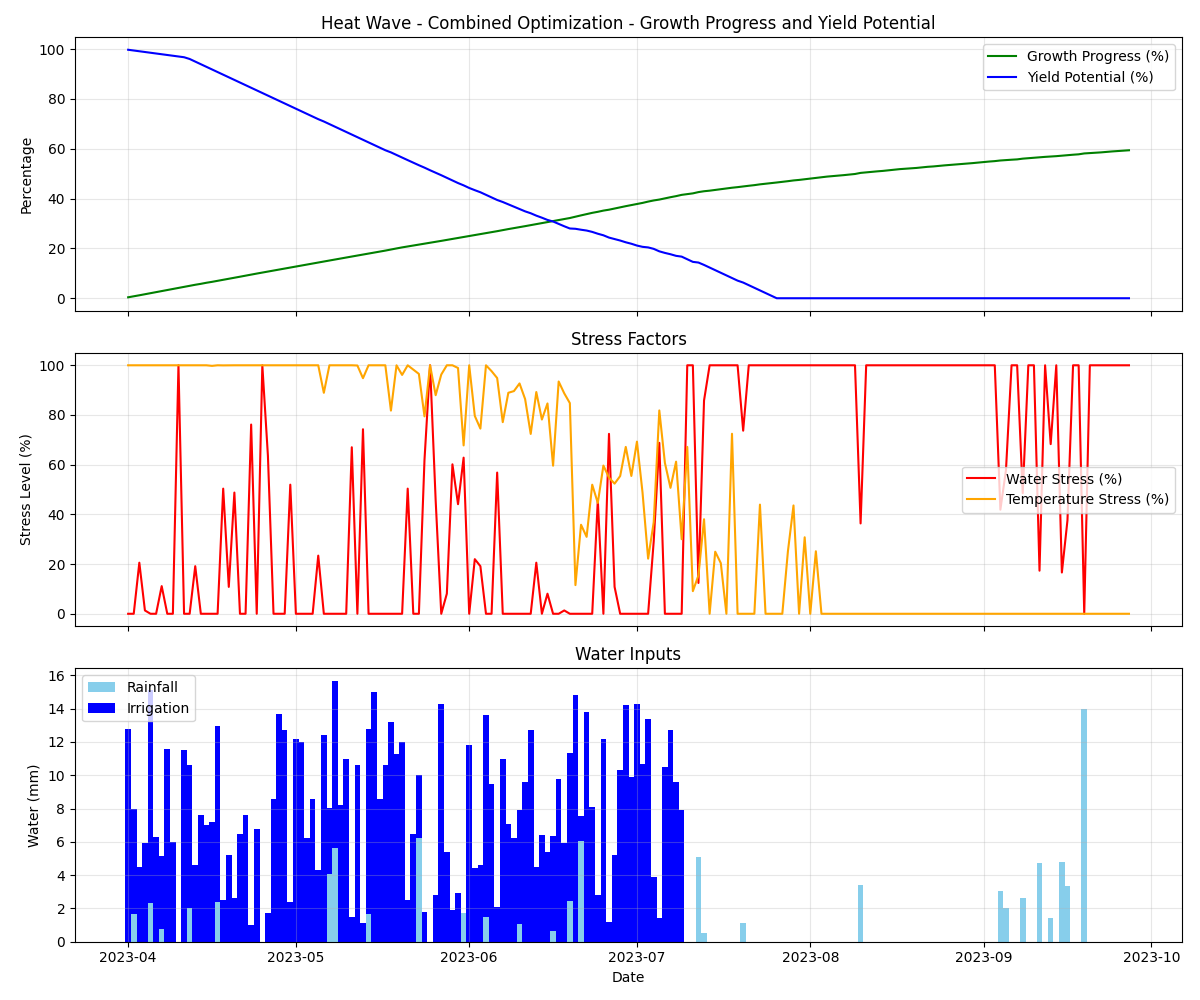 Heat Wave - Combined Optimization - Growth Progress and Yield Potential
100
80
60
40
20
0
Percentage
Growth Progress (%)
Yield Potential (%)
Stress Factors
100
80
60
40
20
0
Stress Level (%)
Water Stress (%)
Temperature Stress (%)
Water Inputs
16
14
12
10
8
6
4
2
0
Water (mm)
Rainfall
Irrigation
2023-04
2023-05
2023-06
2023-07
2023-08
2023-09
2023-10
Date